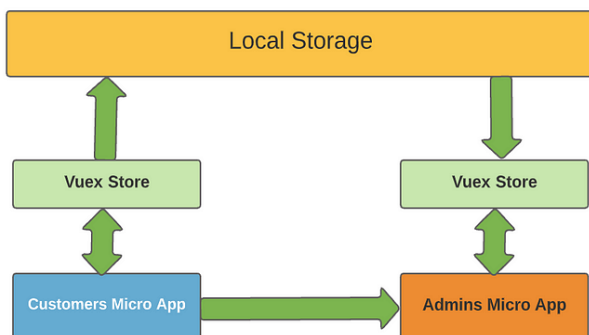 Local Storage
Vuex Store
Vuex Store
Customers Micro App
Admins Micro App